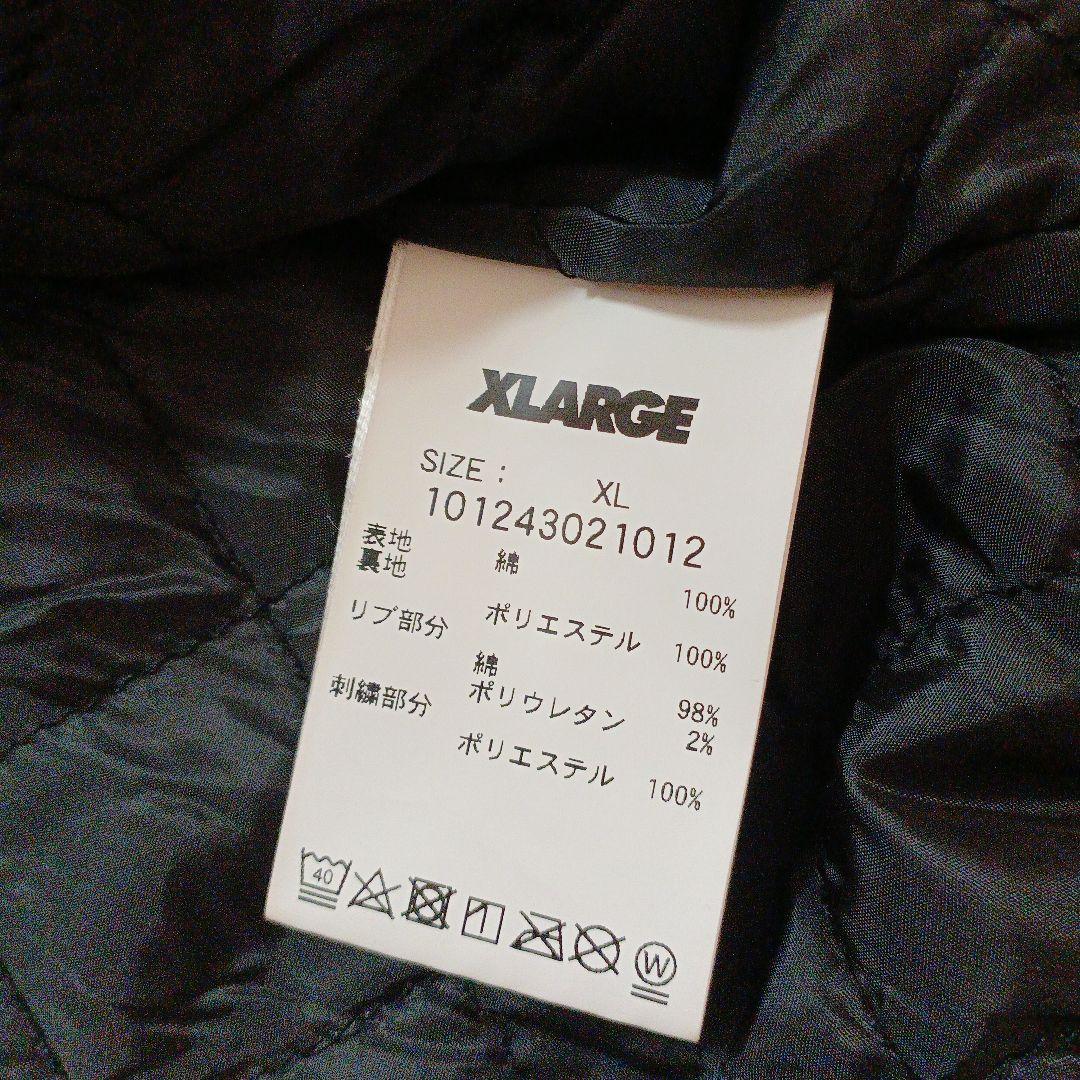 XLARGE
SIZE : XL
101243021012
表地 綿 100%
裏地 ポリエステル 100%
リブ部分 綿 98%
ポリウレタン 2%
刺繍部分 ポリエステル 100%
40
W